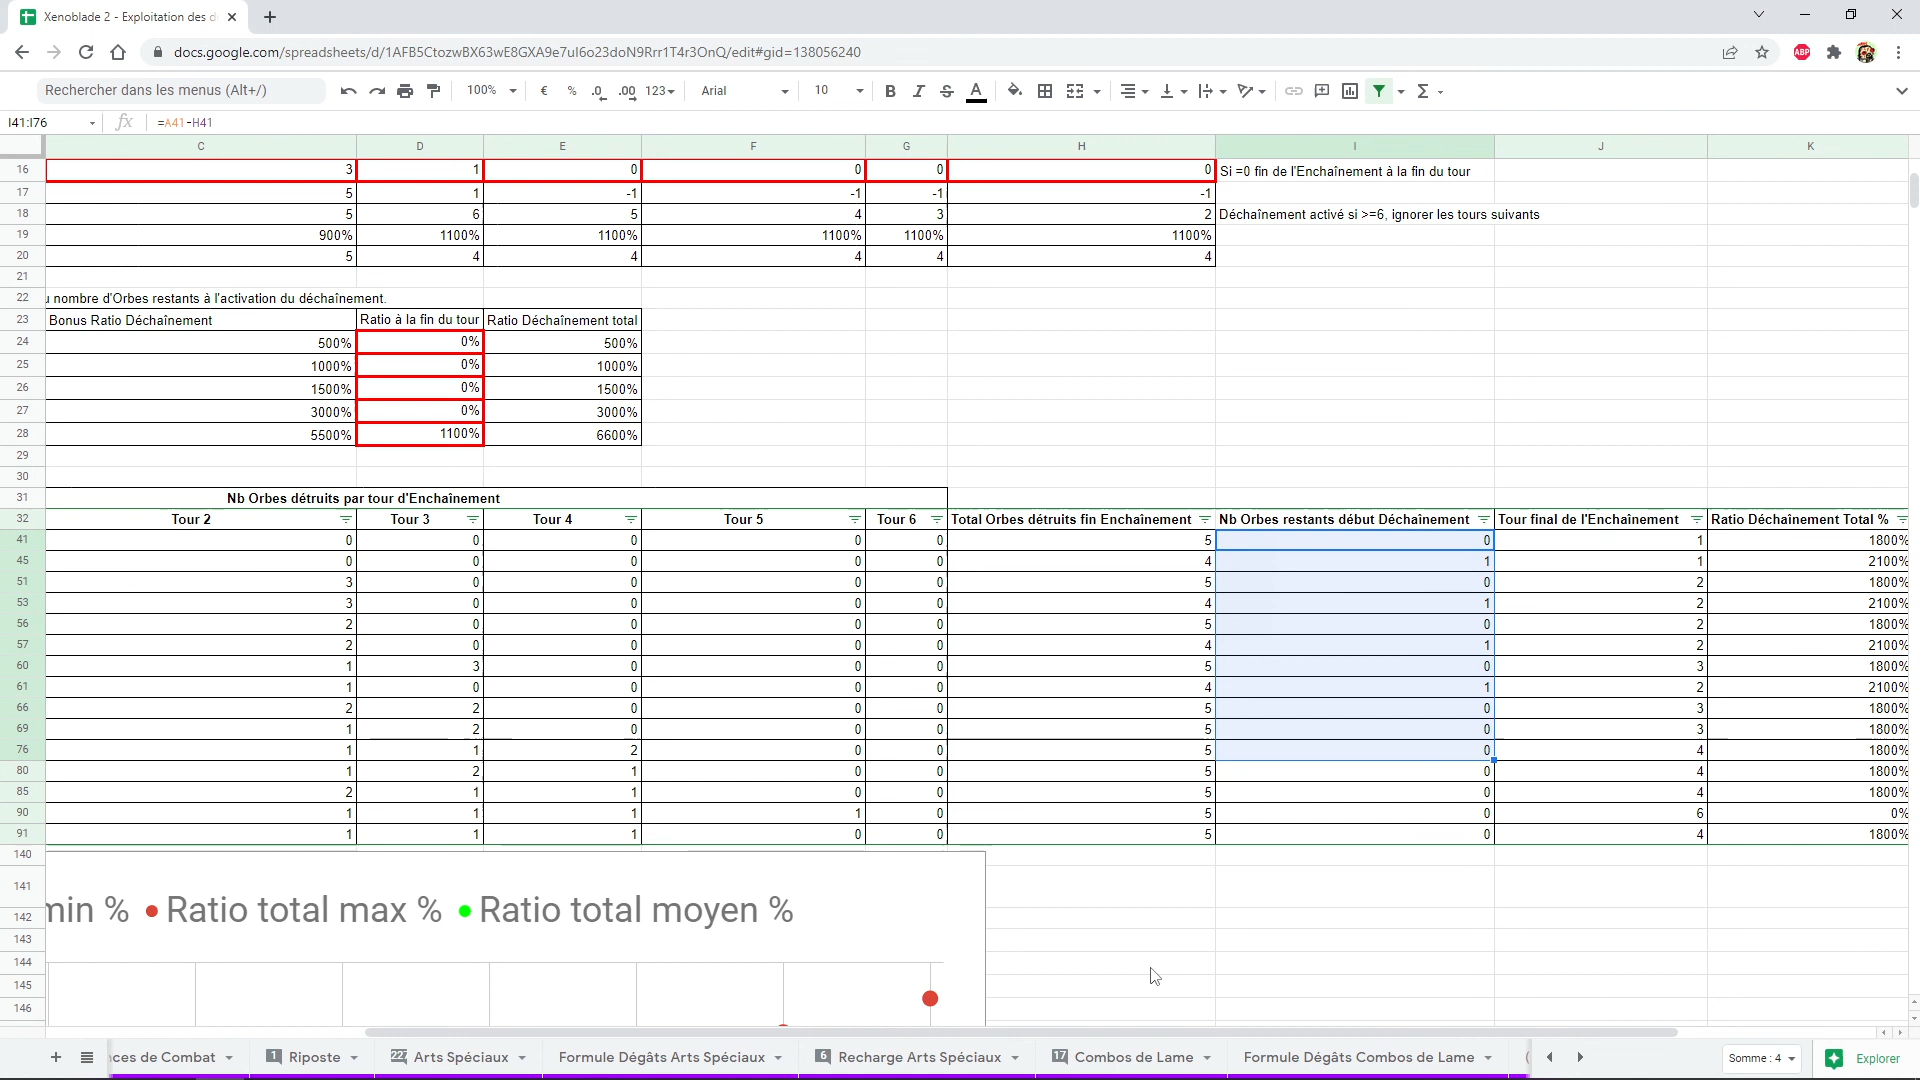 Xenoblade 2 - Exploitation des d
docs.google.com/spreadsheets/d/1AFB5CtozwBX63wE8GXA9e7ul6o23doN9Rrr1T4r3OnQ/edit#gid=138056240
ABP
Rechercher dans les menus (Alt+/) 100% € % .0 .00 123 Arial 10 B I S A Σ
I41:I76 fx =A41-H41
C D E F G H I J K
16 3 1 0 0 0 0 Si =0 fin de l'Enchaînement à la fin du tour
17 5 1 -1 -1 -1 -1
18 5 6 5 4 3 2 Déchaînement activé si >=6, ignorer les tours suivants
19 900% 1100% 1100% 1100% 1100% 1100%
20 5 4 4 4 4 4
21
22 u nombre d'Orbes restants à l'activation du déchaînement.
23 Bonus Ratio Déchaînement Ratio à la fin du tour Ratio Déchaînement total
24 500% 0% 500%
25 1000% 0% 1000%
26 1500% 0% 1500%
27 3000% 0% 3000%
28 5500% 1100% 6600%
29
30
31 Nb Orbes détruits par tour d'Enchaînement
32 Tour 2 Tour 3 Tour 4 Tour 5 Tour 6 Total Orbes détruits fin Enchaînement Nb Orbes restants début Déchaînement Tour final de l'Enchaînement Ratio Déchaînement Total %
41 0 0 0 0 0 5 0 1 1800%
45 0 0 0 0 0 4 1 1 2100%
51 3 0 0 0 0 5 0 2 1800%
53 3 0 0 0 0 4 1 2 2100%
56 2 0 0 0 0 5 0 2 1800%
57 2 0 0 0 0 4 1 2 2100%
60 1 3 0 0 0 5 0 3 1800%
61 1 0 0 0 0 4 1 2 2100%
66 2 2 0 0 0 5 0 3 1800%
69 1 2 0 0 0 5 0 3 1800%
76 1 1 2 0 0 5 0 4 1800%
80 1 2 1 0 0 5 0 4 1800%
85 2 1 1 0 0 5 0 4 1800%
90 1 1 1 1 0 5 0 6 0%
91 1 1 1 0 0 5 0 4 1800%
140
141
142 min % Ratio total max % Ratio total moyen %
143
144
145
146
nces de Combat 1 Riposte 227 Arts Spéciaux Formule Dégâts Arts Spéciaux 6 Recharge Arts Spéciaux 17 Combos de Lame Formule Dégâts Combos de Lame Somme : 4 Explorer